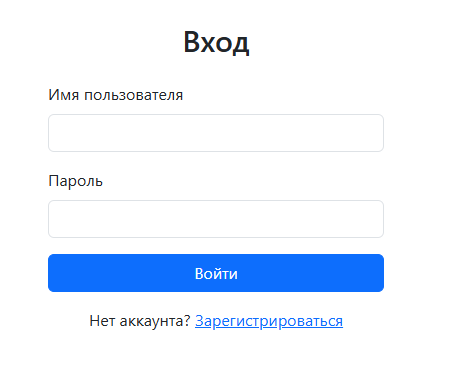 Вход
Имя пользователя
Пароль
Войти
Нет аккаунта? Зарегистрироваться